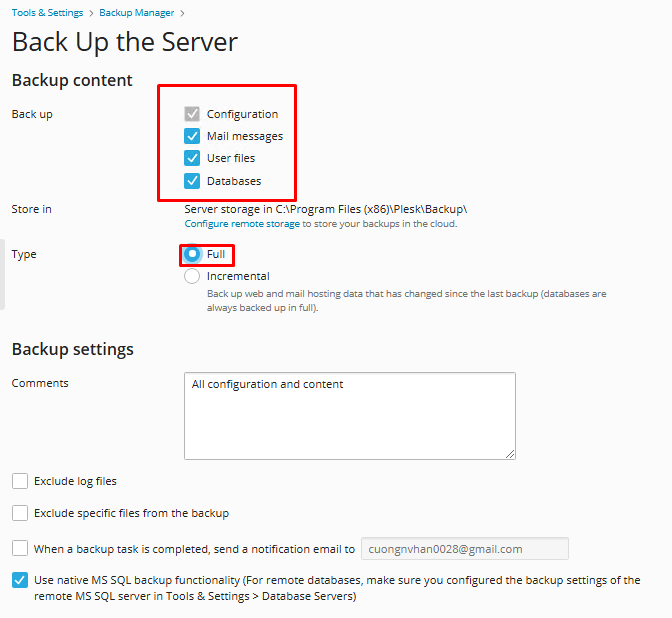 Tools & Settings > Backup Manager >
Back Up the Server
Backup content
Back up
Configuration
Mail messages
User files
Databases
Store in
Server storage in C:\Program Files (x86)\Plesk\Backup\
Configure remote storage to store your backups in the cloud.
Type
Full
Incremental
Back up web and mail hosting data that has changed since the last backup (databases are
always backed up in full).
Backup settings
Comments
All configuration and content
Exclude log files
Exclude specific files from the backup
When a backup task is completed, send a notification email to cuongnvhan0028@gmail.com
Use native MS SQL backup functionality (For remote databases, make sure you configured the backup settings of the
remote MS SQL server in Tools & Settings > Database Servers)